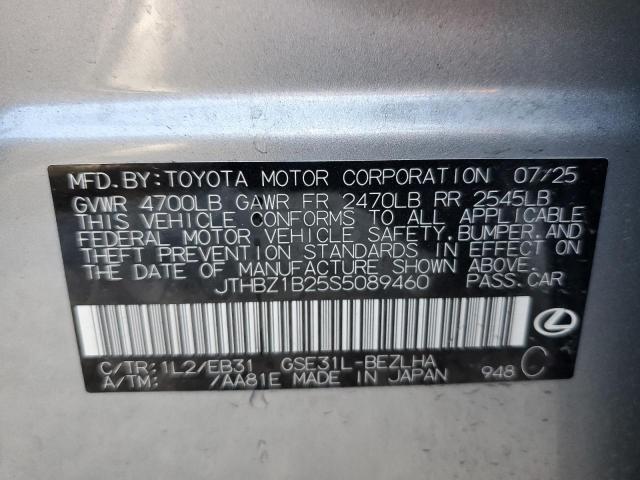 MFD. BY: TOYOTA MOTOR CORPORATION 07/25
GVWR 4700LB GAWR FR 2470LB RR 2545LB
THIS VEHICLE CONFORMS TO ALL APPLICABLE
FEDERAL MOTOR VEHICLE SAFETY, BUMPER, AND
THEFT PREVENTION STANDARDS IN EFFECT ON
THE DATE OF MANUFACTURE SHOWN ABOVE.
JTHBZ1B25S5089460 PASS.CAR
C/TR: 1L2/EB31 GSE31L-BEZLHA
A/TM: /AA81E MADE IN JAPAN 948 C